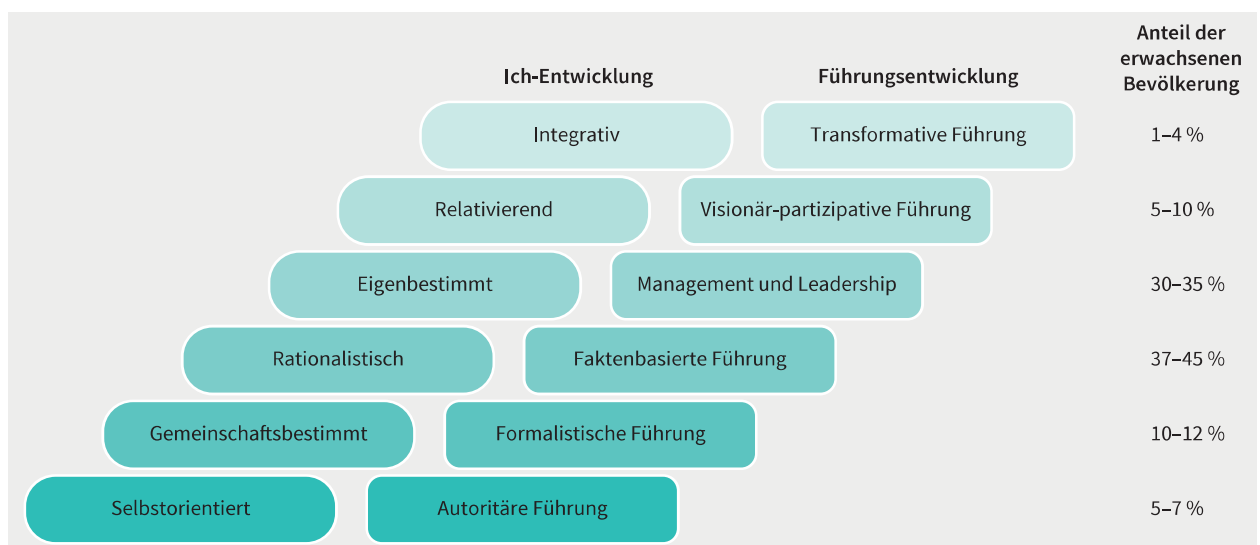 Anteil der
erwachsenen
Bevölkerung
Ich-Entwicklung Führungsentwicklung
Integrativ Transformative Führung 1–4 %
Relativierend Visionär-partizipative Führung 5–10 %
Eigenbestimmt Management und Leadership 30–35 %
Rationalistisch Faktenbasierte Führung 37–45 %
Gemeinschaftsbestimmt Formalistische Führung 10–12 %
Selbstorientiert Autoritäre Führung 5–7 %